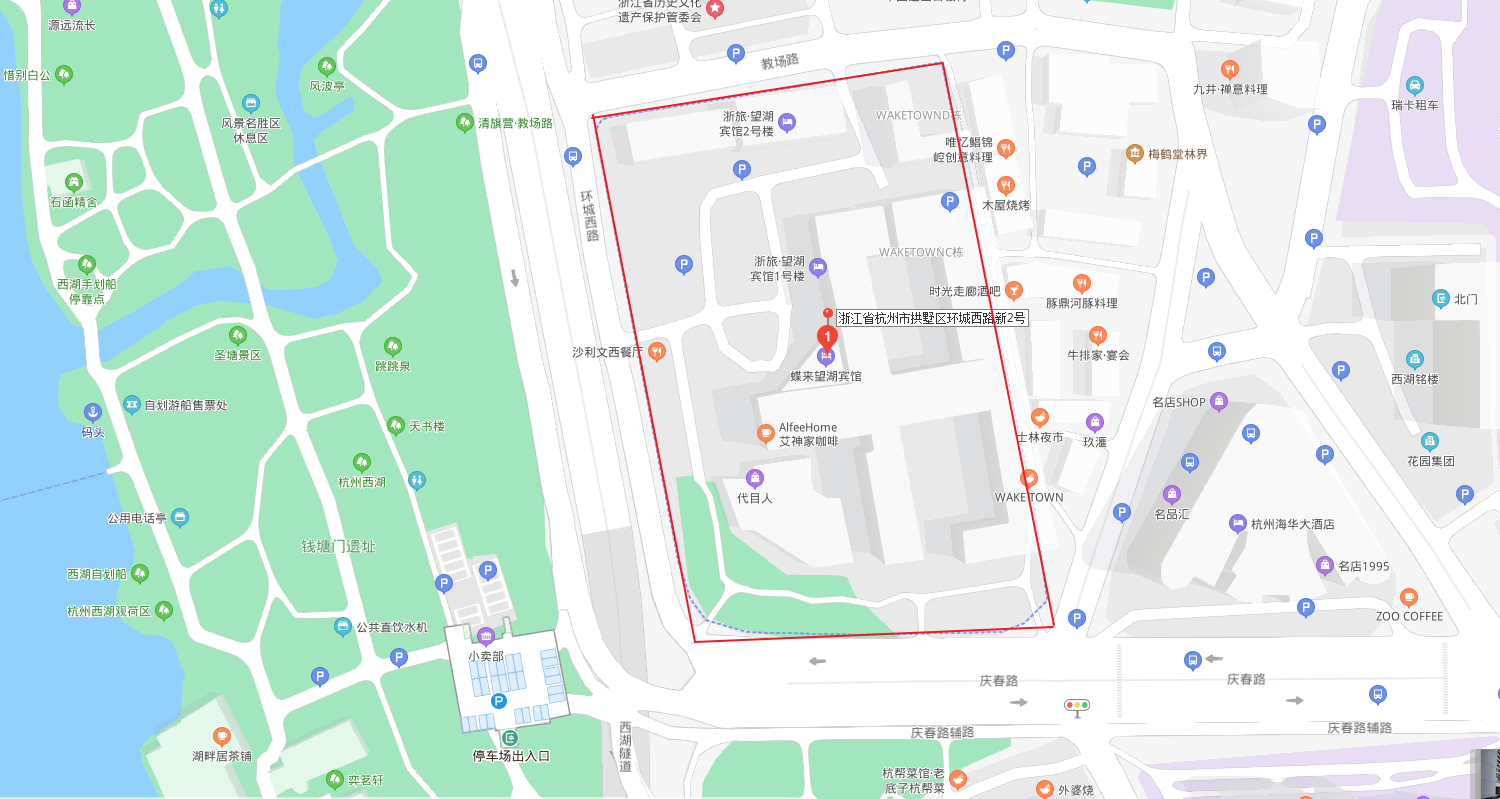 源远流长
浙江省历史文化
遗产保护管委会
教场路
惜别白公
风波亭
风景名胜区
休息区
清旗营·教场路
浙旅·望湖
宾馆2号楼
WAKETOWND栋
九井·禅意料理
瑞卡租车
唯忆鲳锦
崆创意料理
梅鹤堂林界
石函精舍
环城西路
木屋烧烤
WAKETOWNC栋
浙旅·望湖
宾馆1号楼
西湖手划船
停靠点
时光走廊酒吧
豚鼎河豚料理
北门
浙江省杭州市拱墅区环城西路新2号
1
圣塘景区
跳跳泉
沙利文西餐厅
牛排家·宴会
蝶来望湖宾馆
西湖铭楼
自划游船售票处
名店SHOP
码头
天书楼
AlfeeHome
艾神家咖啡
士林夜市
玖滙
花园集团
杭州西湖
代目人
WAKETOWN
名品汇
公用电话亭
杭州海华大酒店
钱塘门遗址
西湖自划船
名店1995
杭州西湖观荷区
公共直饮水机
ZOO COFFEE
小卖部
庆春路
庆春路
庆春路辅路
庆春路辅路
西湖隧道
湖畔居茶铺
停车场出入口
奕茗轩
杭帮菜馆·老
底子杭帮菜
外婆烧